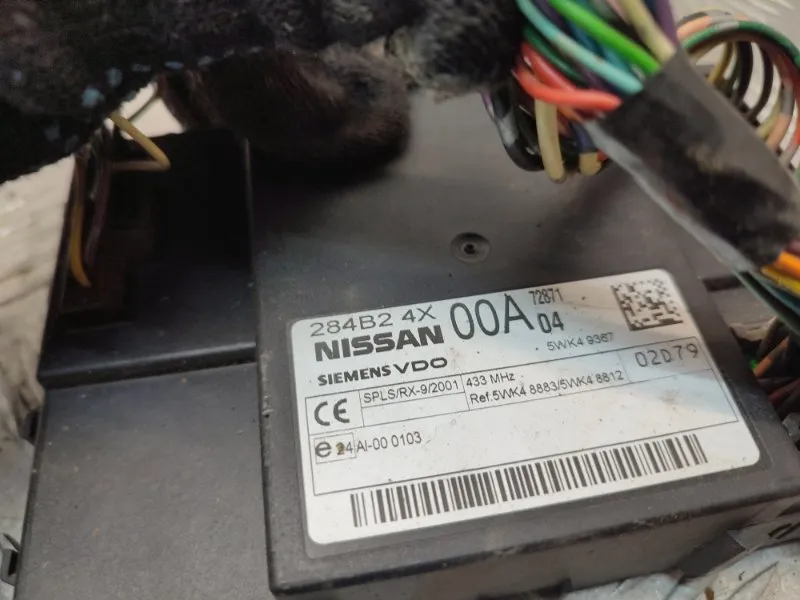 284B2 4X 00A 72871
NISSAN 04
SIEMENS VDO 5WK4 9367
CE SPLS/RX-9/2001 433 MHz 02D79
Ref:5WK4 8883/5WK4 8812
e24 AI-00 0103